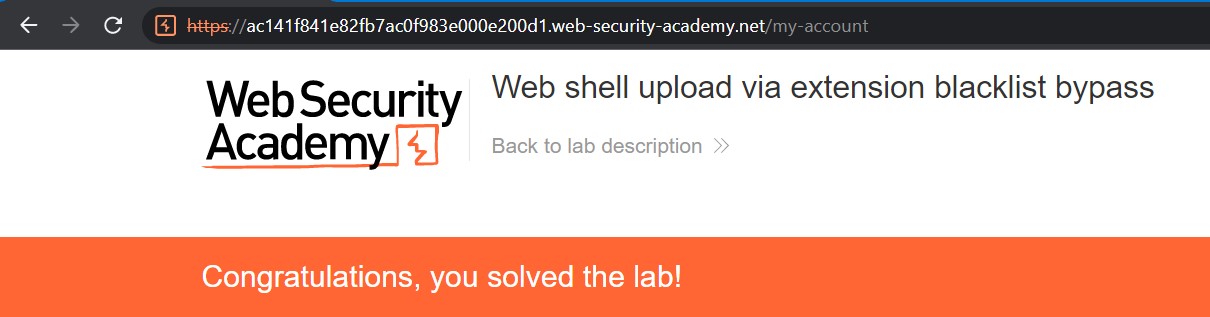 https://ac141f841e82fb7ac0f983e000e200d1.web-security-academy.net/my-account
Web Security
Academy
Web shell upload via extension blacklist bypass
Back to lab description
Congratulations, you solved the lab!